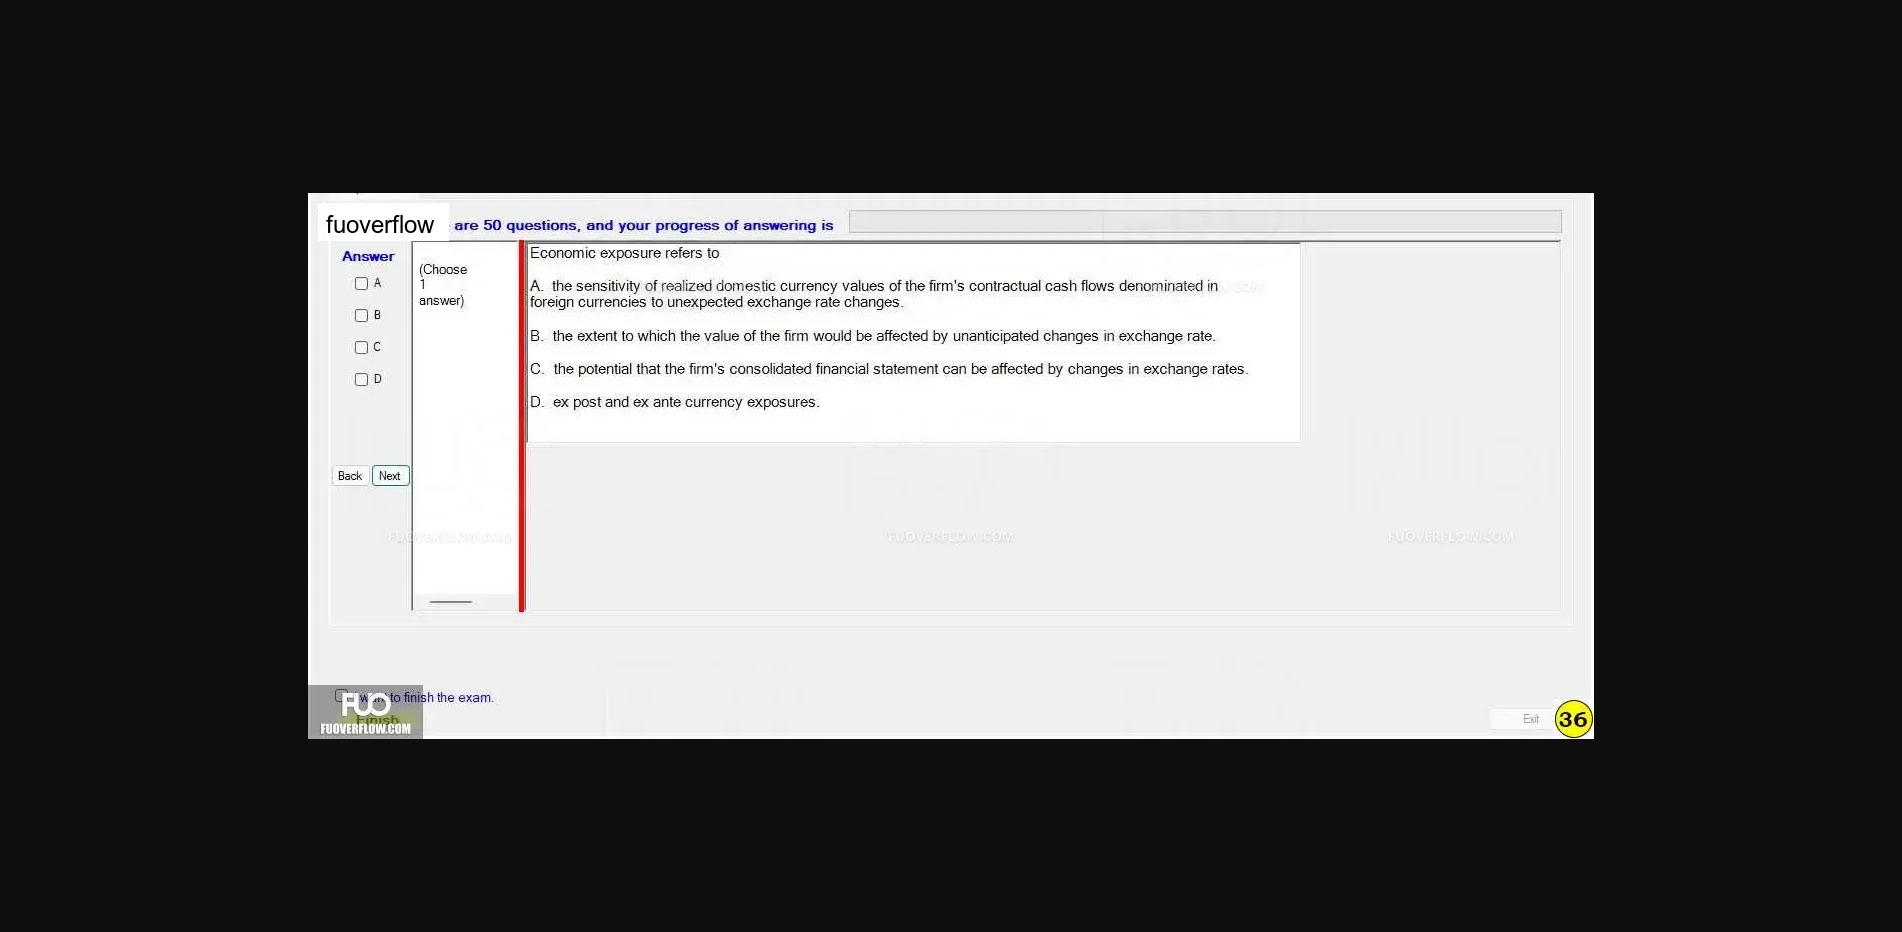 fuoverflow
are 50 questions, and your progress of answering is
Answer
A
B
C
D
Back
Next
(Choose
1
answer)
Economic exposure refers to
A. the sensitivity of realized domestic currency values of the firm's contractual cash flows denominated in
foreign currencies to unexpected exchange rate changes.
B. the extent to which the value of the firm would be affected by unanticipated changes in exchange rate.
C. the potential that the firm's consolidated financial statement can be affected by changes in exchange rates.
D. ex post and ex ante currency exposures.
FUOVERFLOW.COM
FUOVERFLOW.COM
FUOVERFLOW.COM
want to finish the exam.
FUO
Finish
FUOVERFLOW.COM
Exit
36